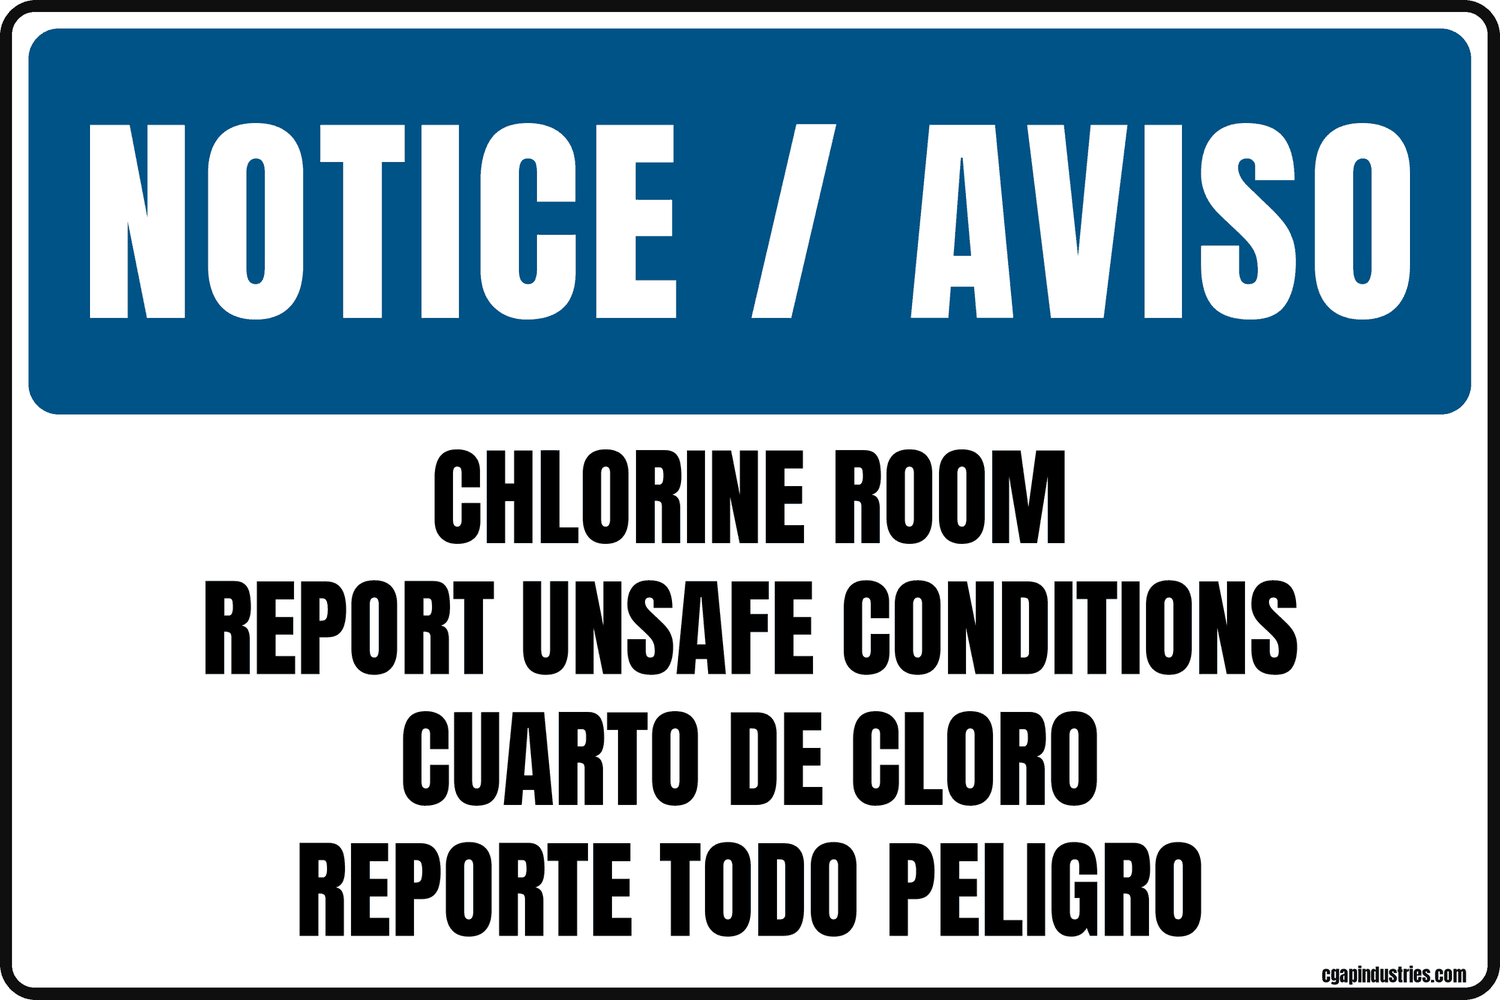 NOTICE / AVISO
CHLORINE ROOM
REPORT UNSAFE CONDITIONS
CUARTO DE CLORO
REPORTE TODO PELIGRO
cgapindustries.com